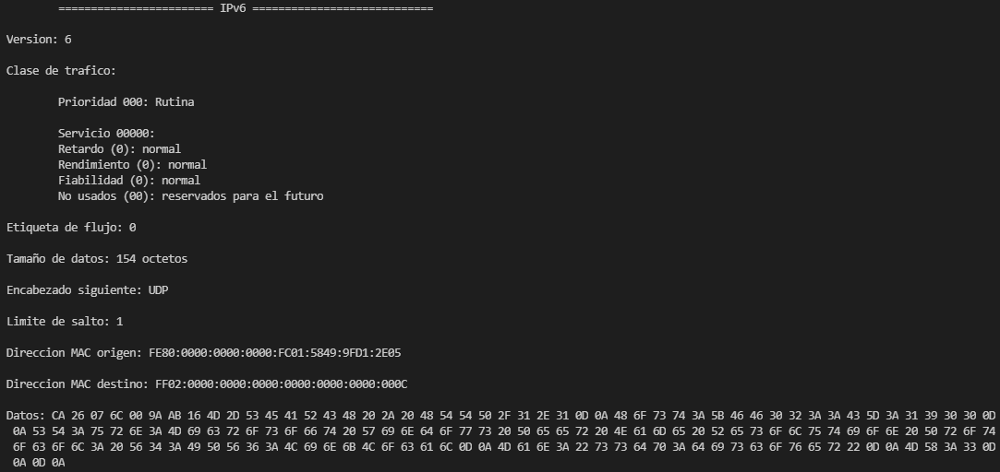 ======================== IPv6 ============================
Version: 6
Clase de trafico:
Prioridad 000: Rutina
Servicio 00000:
Retardo (0): normal
Rendimiento (0): normal
Fiabilidad (0): normal
No usados (00): reservados para el futuro
Etiqueta de flujo: 0
Tamaño de datos: 154 octetos
Encabezado siguiente: UDP
Limite de salto: 1
Direccion MAC origen: FE80:0000:0000:0000:FC01:5849:9FD1:2E05
Direccion MAC destino: FF02:0000:0000:0000:0000:0000:0000:000C
Datos: CA 26 07 6C 00 9A AB 16 4D 2D 53 45 41 52 43 48 20 2A 20 48 54 54 50 2F 31 2E 31 0D 0A 48 6F 73 74 3A 5B 46 46 30 32 3A 3A 43 5D 3A 31 39 30 30 0D
0A 53 54 3A 75 72 6E 3A 4D 69 63 72 6F 73 6F 66 74 20 57 69 6E 64 6F 77 73 20 50 65 65 72 20 4E 61 6D 65 20 52 65 73 6F 6C 75 74 69 6F 6E 20 50 72 6F 74
6F 63 6F 6C 3A 20 56 34 3A 49 50 56 36 3A 4C 69 6E 6B 4C 6F 63 61 6C 0D 0A 4D 61 6E 3A 22 73 73 64 70 3A 64 69 73 63 6F 76 65 72 22 0D 0A 4D 58 3A 33 0D
0A 0D 0A